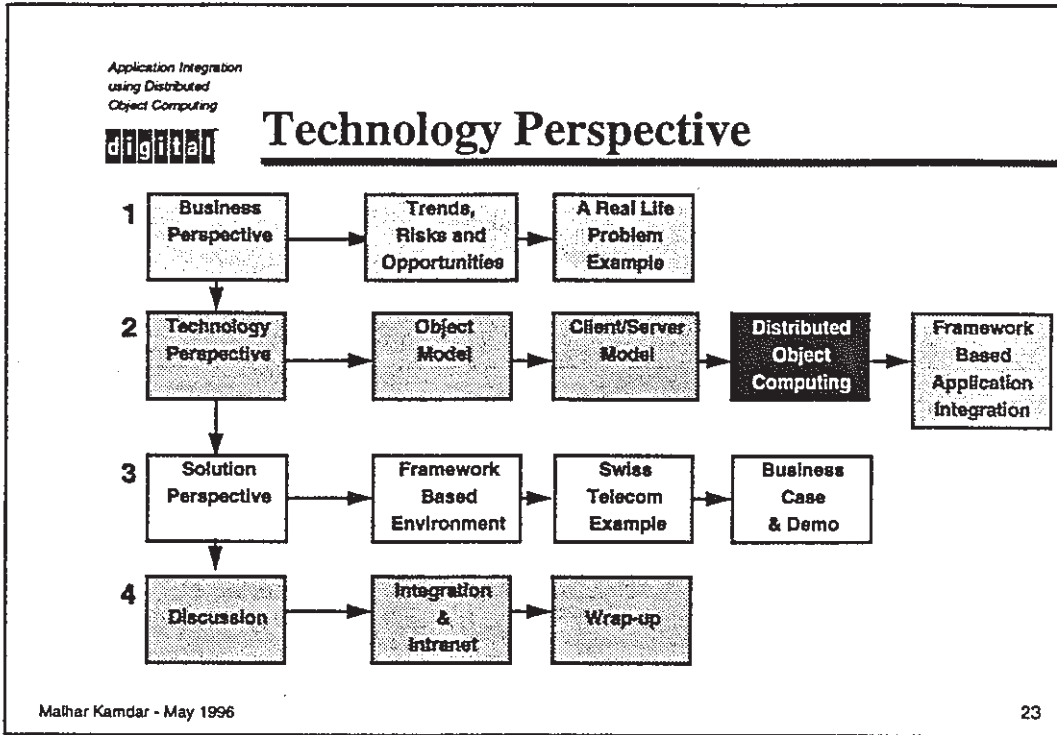 Application Integration
using Distributed
Object Computing
digital
Technology Perspective
1
Business
Perspective
Trends,
Risks and
Opportunities
A Real Life
Problem
Example
2
Technology
Perspective
Object
Model
Client/Server
Model
Distributed
Object
Computing
Framework
Based
Application
Integration
3
Solution
Perspective
Framework
Based
Environment
Swiss
Telecom
Example
Business
Case
& Demo
4
Discussion
Integration
&
Intranet
Wrap-up
Malhar Kamdar - May 1996
23